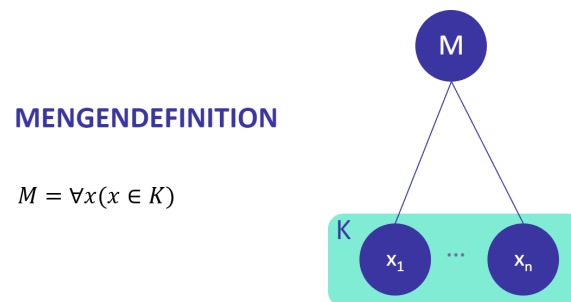 M
MENGENDEFINITION
M = ∀x(x ∈ K)
K
x₁ ... xₙ